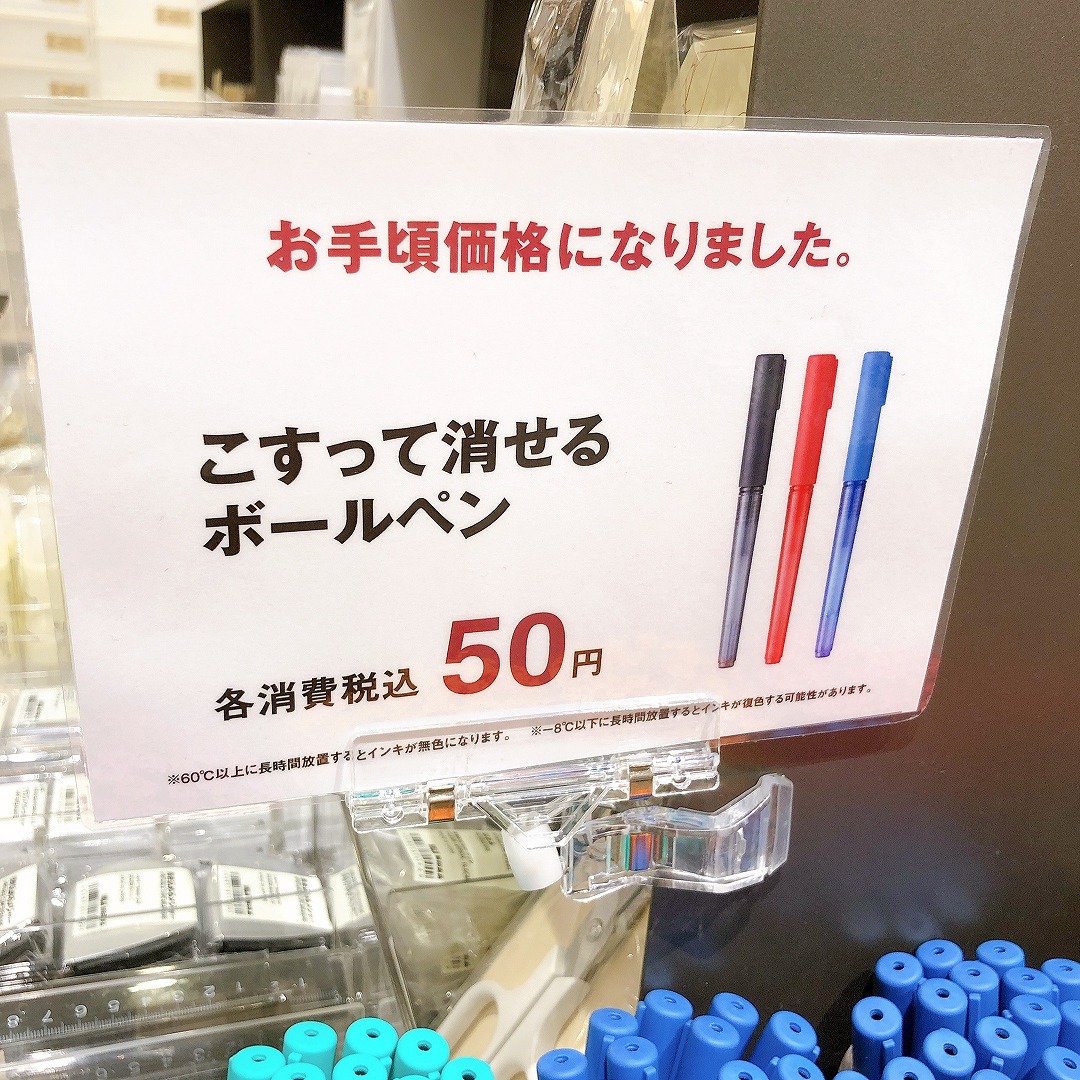 お手頃価格になりました。
こすって消せる
ボールペン
各消費税込 50円
※60℃以上に長時間放置するとインキが無色になります。 ※−8℃以下に長時間放置するとインキが復色する可能性があります。